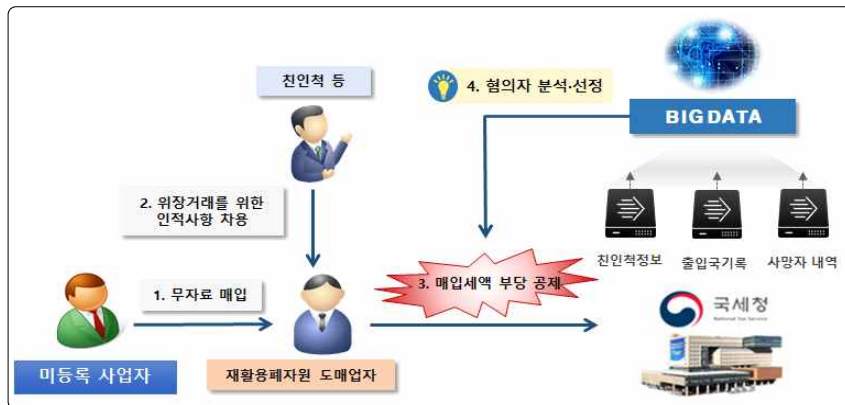 친인척 등
4. 혐의자 분석·선정
BIGDATA
2. 위장거래를 위한
인적사항 차용
친인척정보
출입국기록
사망자 내역
1. 무자료 매입
3. 매입세액 부당 공제
국세청
National Tax Service
미등록 사업자
재활용폐자원 도매업자